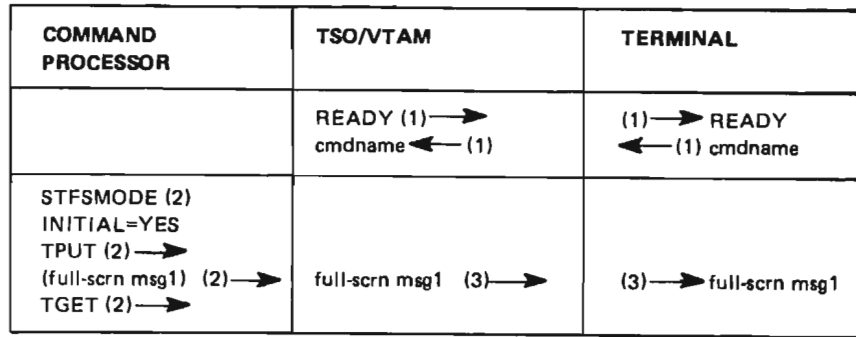 COMMAND PROCESSOR
TSO/VTAM
TERMINAL
READY (1) →
cmdname ← (1)
(1) → READY
← (1) cmdname
STFSMODE (2)
INITIAL=YES
TPUT (2) →
(full-scrn msg1) (2) →
TGET (2) →
full-scrn msg1 (3) →
(3) → full-scrn msg1